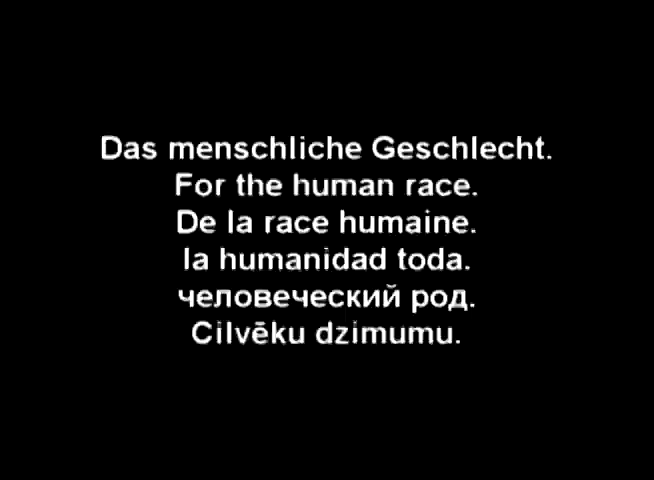 Das menschliche Geschlecht.
For the human race.
De la race humaine.
la humanidad toda.
человеческий род.
Cilvēku dzimumu.